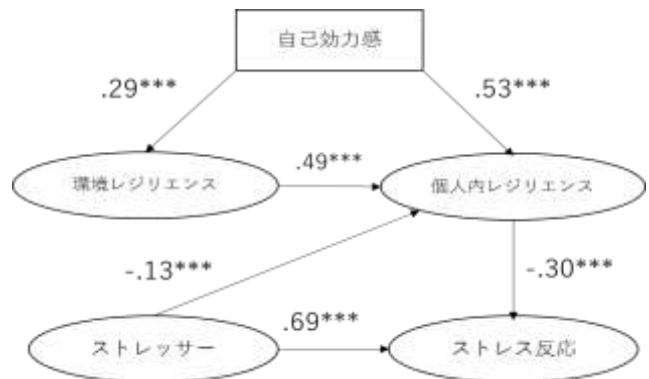 自己効力感
.29***
.53***
環境レジリエンス
.49***
個人内レジリエンス
-.13***
-.30***
ストレッサー
.69***
ストレス反応